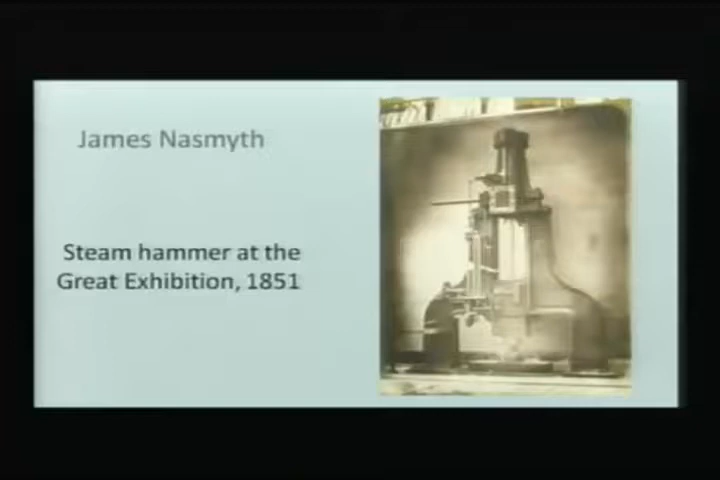 James Nasmyth
Steam hammer at the
Great Exhibition, 1851